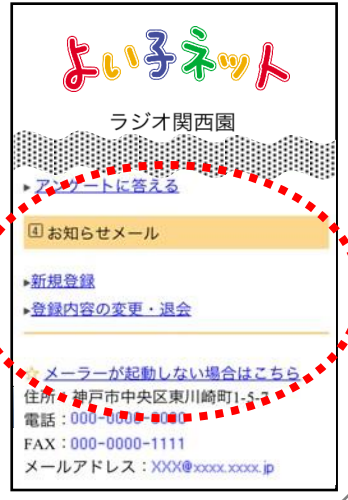 よい子ネット
ラジオ関西園
▸アンケートに答える
4 お知らせメール
▸新規登録
▸登録内容の変更・退会
☆ メーラーが起動しない場合はこちら
住所：神戸市中央区東川崎町1-5-7
電話：000-0000-0000
FAX：000-0000-1111
メールアドレス：XXX@xxxx.xxxx.jp